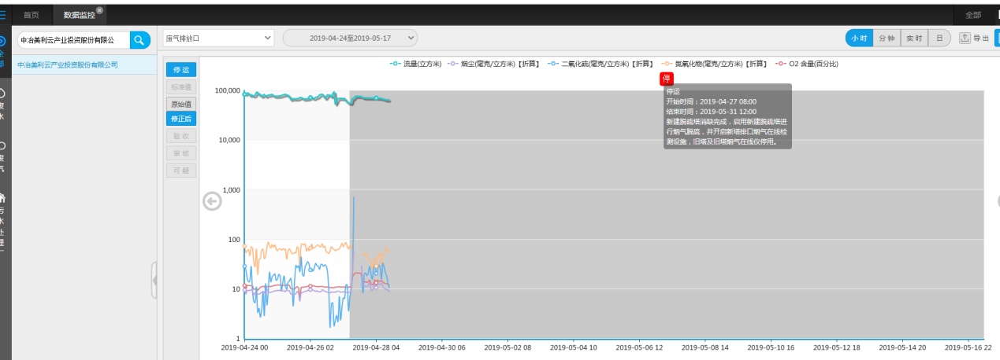 首页
数据监控
全部
全部
废水
废气
污水处理厂
中冶美利云产业投资股份有限公
中冶美利云产业投资股份有限公司
废气排放口
2019-04-24至2019-05-17
小时
分钟
实时
日
导出
停运
标准值
原始值
修正后
验收
审核
可疑
流量(立方米)
烟尘(毫克/立方米)【折算】
二氧化硫(毫克/立方米)【折算】
氮氧化物(毫克/立方米)【折算】
O2 含量(百分比)
停
停运
开始时间：2019-04-27 08:00
结束时间：2019-05-31 12:00
新建脱硫塔消缺完成，启用新建脱硫塔进
行烟气脱硫，并开启新塔排口烟气在线检
测设施，旧塔及旧塔烟气在线仪停用。
100,000
10,000
1,000
100
10
1
2019-04-24 00
2019-04-26 02
2019-04-28 04
2019-04-30 06
2019-05-02 08
2019-05-04 10
2019-05-06 12
2019-05-08 14
2019-05-10 16
2019-05-12 18
2019-05-14 20
2019-05-16 22